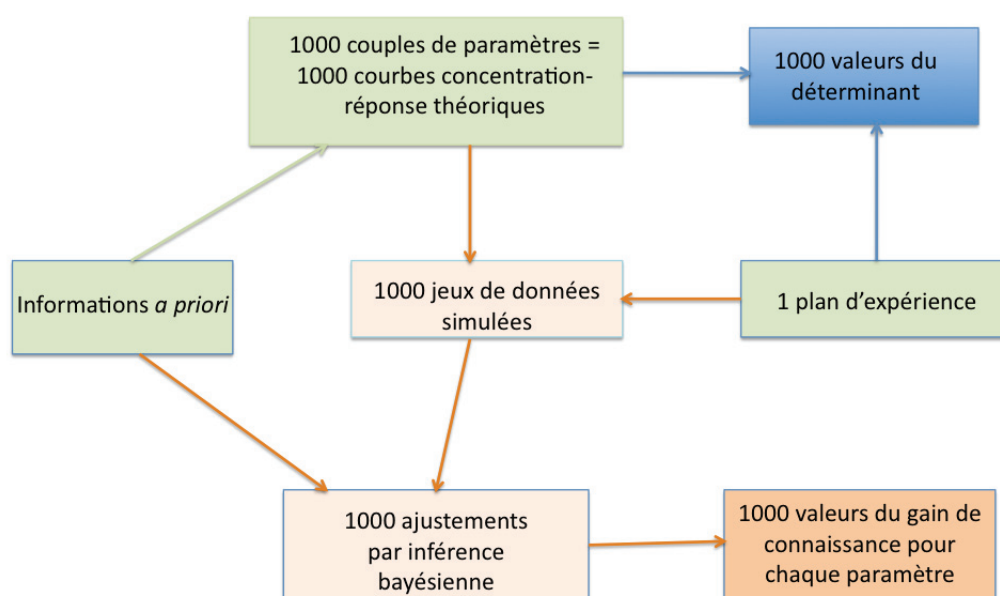 1000 couples de paramètres =
1000 courbes concentration-
réponse théoriques
1000 valeurs du
déterminant
Informations a priori
1000 jeux de données
simulées
1 plan d’expérience
1000 ajustements
par inférence
bayésienne
1000 valeurs du gain de
connaissance pour
chaque paramètre